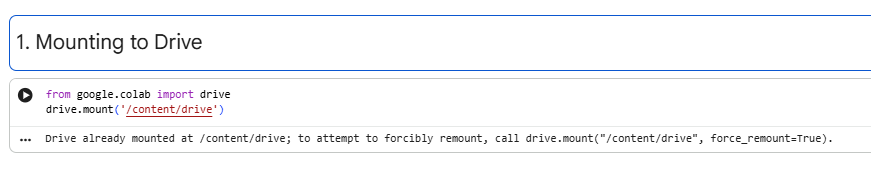 1. Mounting to Drive
from google.colab import drive
drive.mount('/content/drive')
Drive already mounted at /content/drive; to attempt to forcibly remount, call drive.mount("/content/drive", force_remount=True).